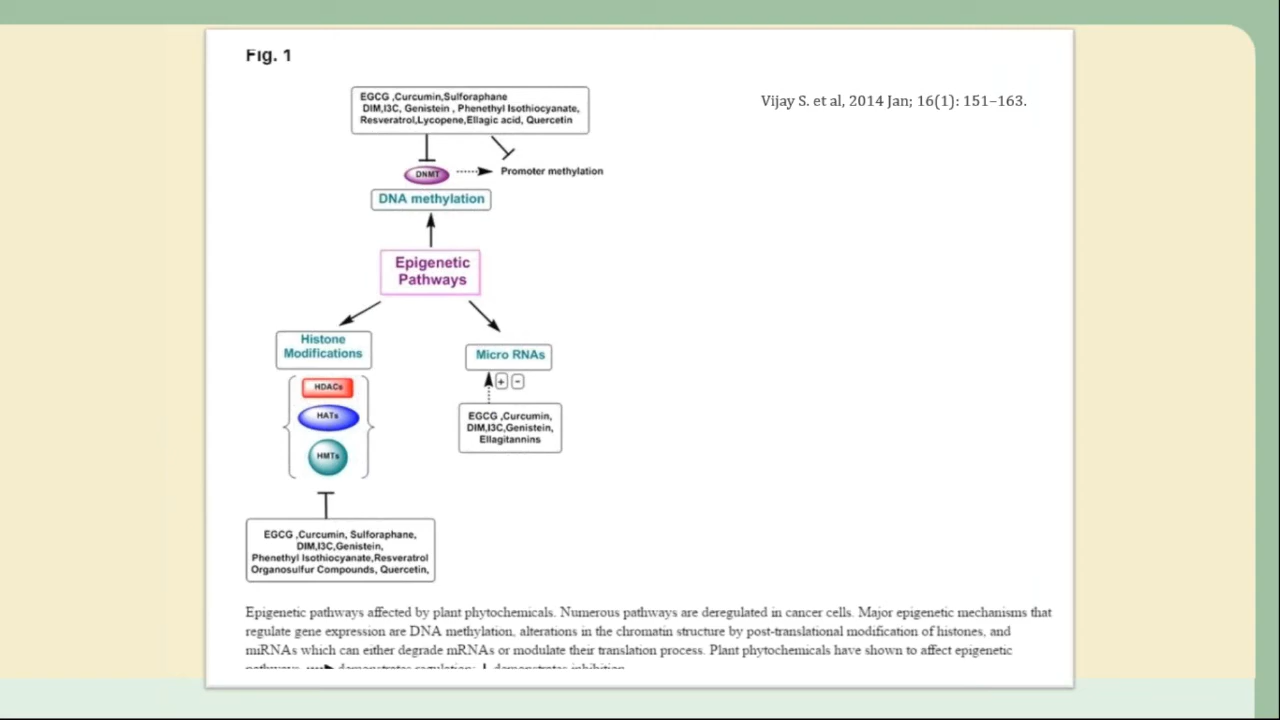 Fig. 1
Vijay S. et al, 2014 Jan; 16(1): 151–163.
EGCG ,Curcumin,Sulforaphane
DIM,I3C, Genistein , Phenethyl Isothiocyanate,
Resveratrol,Lycopene,Ellagic acid, Quercetin
DNMT
Promoter methylation
DNA methylation
Epigenetic
Pathways
Histone
Modifications
Micro RNAs
HDACs
+ -
HATs
EGCG ,Curcumin,
DIM,I3C,Genistein,
Ellagitannins
HMTs
EGCG ,Curcumin, Sulforaphane,
DIM,I3C,Genistein,
Phenethyl Isothiocyanate,Resveratrol
Organosulfur Compounds, Quercetin,
Epigenetic pathways affected by plant phytochemicals. Numerous pathways are deregulated in cancer cells. Major epigenetic mechanisms that
regulate gene expression are DNA methylation, alterations in the chromatin structure by post-translational modification of histones, and
miRNAs which can either degrade mRNAs or modulate their translation process. Plant phytochemicals have shown to affect epigenetic
pathways. demonstrates regulation; demonstrates inhibition